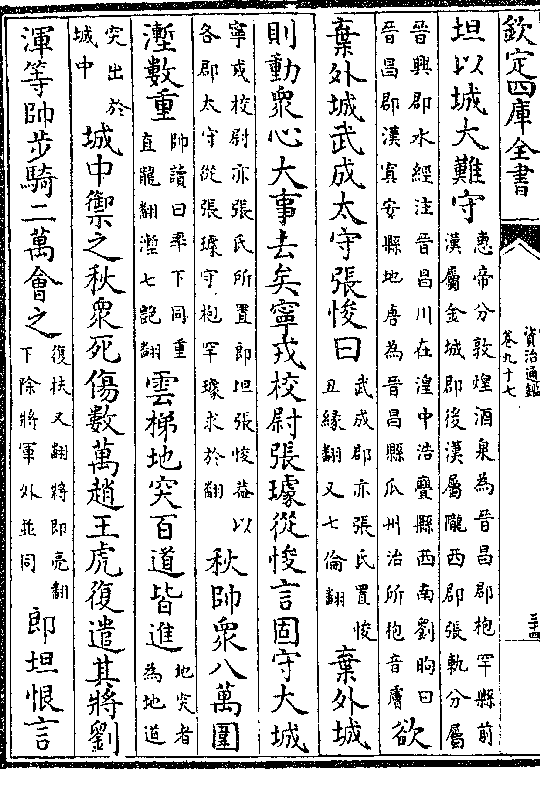 欽定四庫全書
資治通鑑
卷九十七
坦以城大難守
惠帝分敦煌酒泉為晉昌郡枹罕縣前
漢屬金城郡後漢屬隴西郡張軌分屬
晉興郡水經注晉昌川在湟中浩亹縣西南劉昫曰
晉昌郡漢冥安縣地唐為晉昌縣瓜州治所枹音膚
欲
棄外城武成太守張悛曰
武成郡亦張氏置悛
丑緣翻又七倫翻
棄外城
則動衆心大事去矣寧戎校尉張璩從悛言固守大城
寧戎校尉亦張氏所置郎坦張悛葢以
各郡太守從張璩守枹罕璩求於翻
秋帥衆八萬圍
塹數重
帥讀曰率下同重
直龍翻塹七艶翻
雲梯地突百道皆進
地突者
為地道
突出於
城中
城中禦之秋衆死傷數萬趙王虎復遣其將劉
渾等帥步騎二萬會之
復扶又翻將即亮翻
下除將軍外並同
郎坦恨言